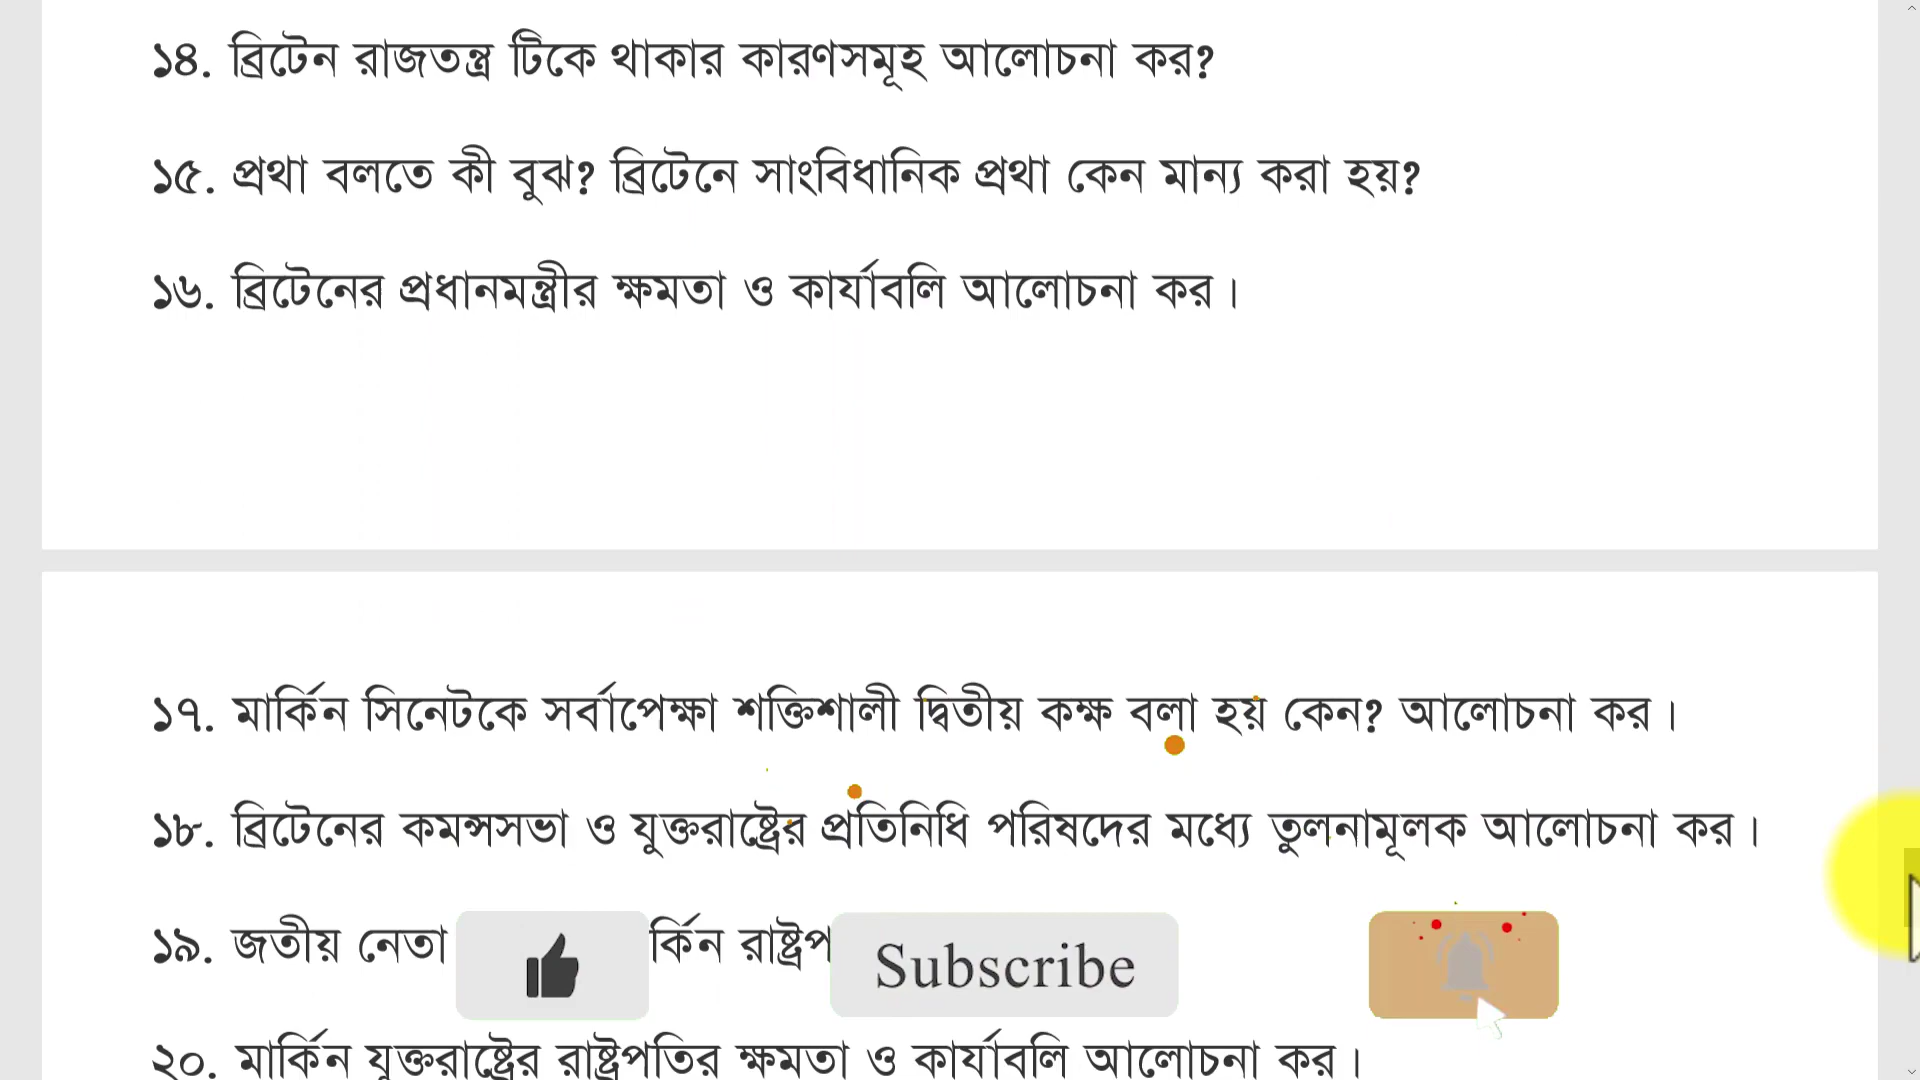 ১৪. ব্রিটেন রাজতন্ত্র টিকে থাকার কারণসমূহ আলোচনা কর?
১৫. প্রথা বলতে কী বুঝ? ব্রিটেনে সাংবিধানিক প্রথা কেন মান্য করা হয়?
১৬. ব্রিটেনের প্রধানমন্ত্রীর ক্ষমতা ও কার্যাবলি আলোচনা কর।
১৭. মার্কিন সিনেটকে সর্বাপেক্ষা শক্তিশালী দ্বিতীয় কক্ষ বলা হয় কেন? আলোচনা কর।
১৮. ব্রিটেনের কমন্সসভা ও যুক্তরাষ্ট্রের প্রতিনিধি পরিষদের মধ্যে তুলনামূলক আলোচনা কর।
১৯. জতীয় নেতা
Subscribe
২০. মার্কিন যুক্তরাষ্ট্রের রাষ্ট্রপতির ক্ষমতা ও কার্যাবলি আলোচনা কর।